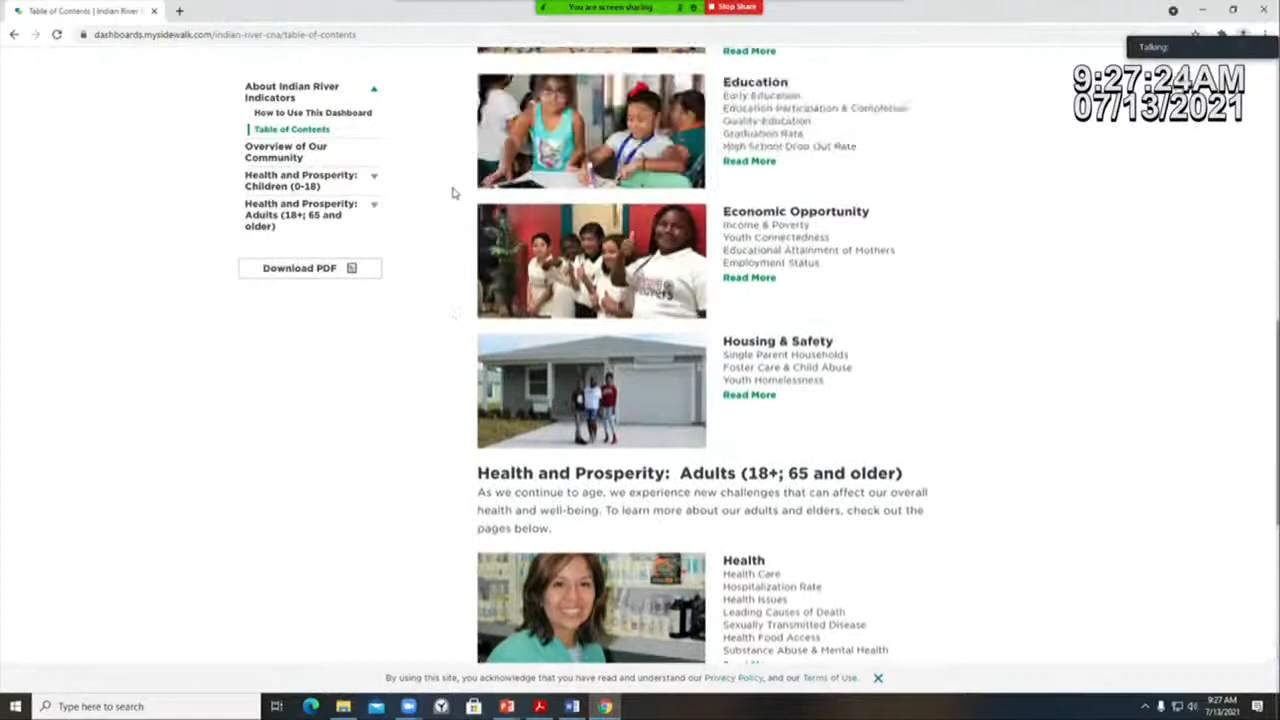 Table of Contents | Indian River
You are screen sharing
Stop Share
dashboards.mysidewalk.com/indian-river-cna/table-of-contents
Talking:
9:27:24AM
07/13/2021
About Indian River
Indicators
How to Use This Dashboard
Table of Contents
Overview of Our
Community
Health and Prosperity:
Children (0-18)
Health and Prosperity:
Adults (18+; 65 and
older)
Download PDF
Read More
Education
Early Education
Education Participation & Completion
Quality Education
Graduation Rate
High School Drop Out Rate
Read More
Economic Opportunity
Income & Poverty
Youth Connectedness
Educational Attainment of Mothers
Employment Status
Read More
Housing & Safety
Single Parent Households
Foster Care & Child Abuse
Youth Homelessness
Read More
Health and Prosperity: Adults (18+; 65 and older)
As we continue to age, we experience new challenges that can affect our overall
health and well-being. To learn more about our adults and elders, check out the
pages below.
Health
Health Care
Hospitalization Rate
Health Issues
Leading Causes of Death
Sexually Transmitted Disease
Health Food Access
Substance Abuse & Mental Health
By using this site, you acknowledge that you have read and understand our Privacy Policy, and our Terms of Use.
Type here to search
9:27 AM
7/13/2021